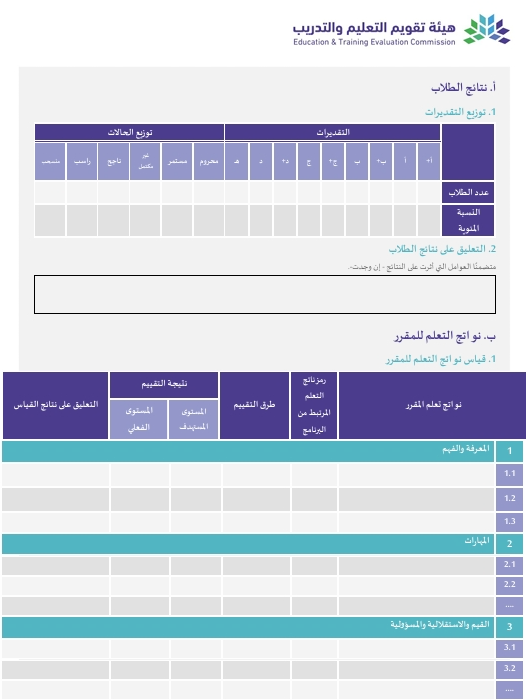 هيئة تقويم التعليم والتدريب
Education & Training Evaluation Commission
أ. نتائج الطلاب
1. توزيع التقديرات
التقديرات توزيع الحالات
أ+ أ ب+ ب ج+ ج د+ د هـ محروم مستمر غير مكتمل ناجح راسب منسحب
عدد الطلاب
النسبة المئوية
2. التعليق على نتائج الطلاب
متضمنًا العوامل التي أثرت على النتائج - إن وجدت-.
ب. نواتج التعلم للمقرر
1. قياس نواتج التعلم للمقرر
نواتج تعلم المقرر رمز ناتج التعلم المرتبط من البرنامج طرق التقييم نتيجة التقييم التعليق على نتائج القياس
المستوى المستهدف المستوى الفعلي
1 المعرفة والفهم
1.1
1.2
1.3
2 المهارات
2.1
2.2
....
3 القيم والاستقلالية والمسؤولية
3.1
3.2
....